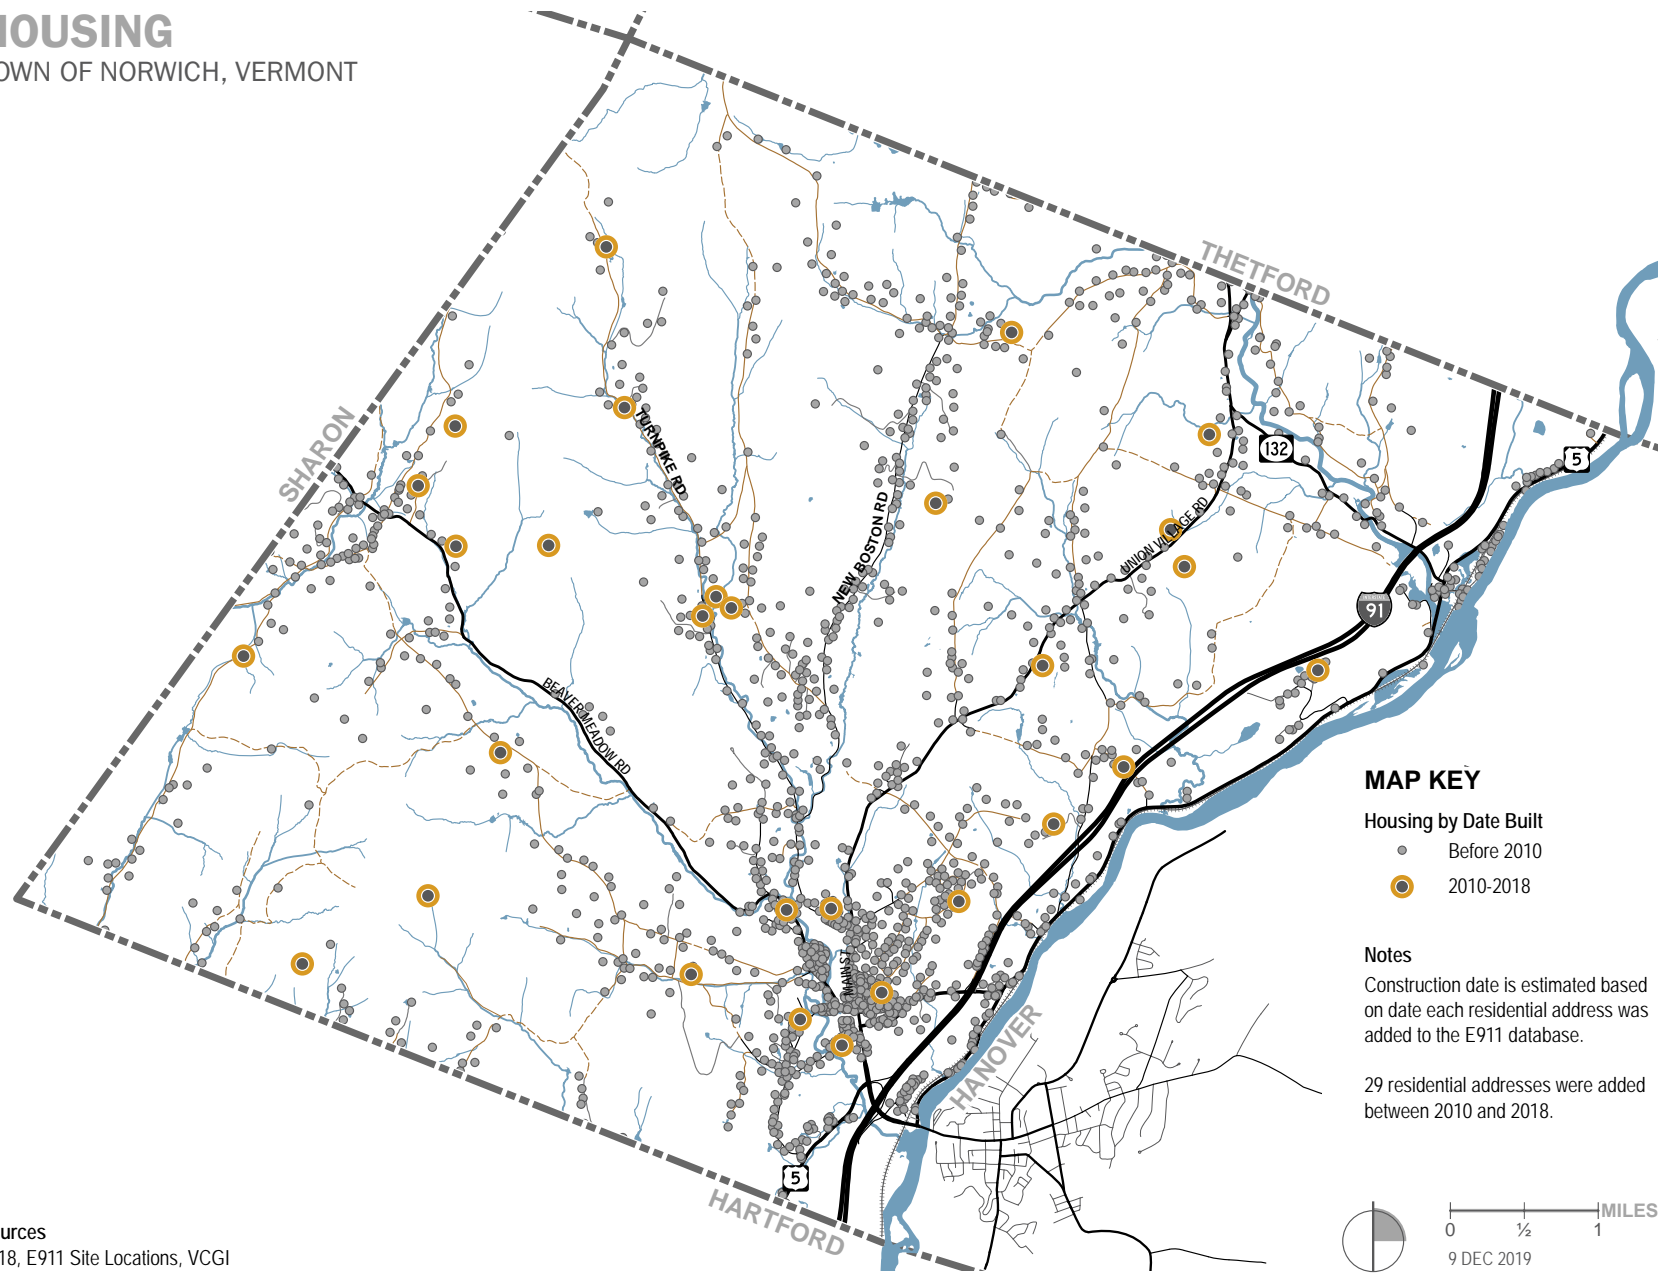 HOUSING
OWN OF NORWICH, VERMONT
THETFORD
SHARON
TURNPIKE RD
132
5
NEW BOSTON RD
UNION VILLAGE RD
91
BEAVER MEADOW RD
MAIN ST
HANOVER
5
HARTFORD
MAP KEY
Housing by Date Built
Before 2010
2010-2018
Notes
Construction date is estimated based
on date each residential address was
added to the E911 database.
29 residential addresses were added
between 2010 and 2018.
MILES
0 ½ 1
9 DEC 2019
urces
18, E911 Site Locations, VCGI